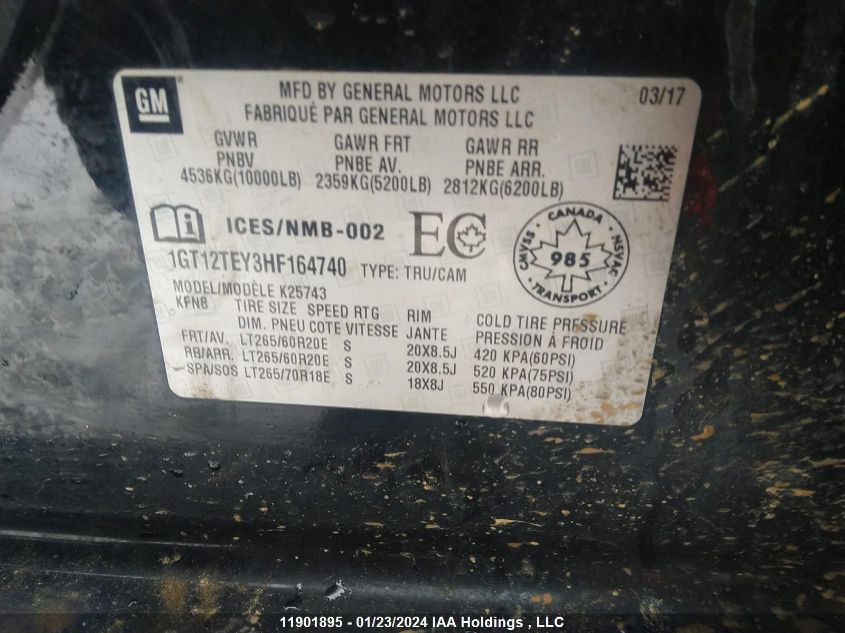 GM
MFD BY GENERAL MOTORS LLC 03/17
FABRIQUÉ PAR GENERAL MOTORS LLC
GVWR GAWR FRT GAWR RR
PNBV PNBE AV. PNBE ARR.
4536KG(10000LB) 2359KG(5200LB) 2812KG(6200LB)
ICES/NMB-002 EC
CANADA
CMVSS 985 NSVAC
TRANSPORT
1GT12TEY3HF164740 TYPE: TRU/CAM
MODEL/MODÈLE K25743
KFN8 TIRE SIZE SPEED RTG RIM COLD TIRE PRESSURE
DIM. PNEU COTE VITESSE JANTE PRESSION À FROID
FRT/AV. LT265/60R20E S 20X8.5J 420 KPA(60PSI)
RB/ARR. LT265/60R20E S 20X8.5J 520 KPA(75PSI)
SPA/SOS LT265/70R18E S 18X8J 550 KPA(80PSI)
11901895 - 01/23/2024 IAA Holdings , LLC